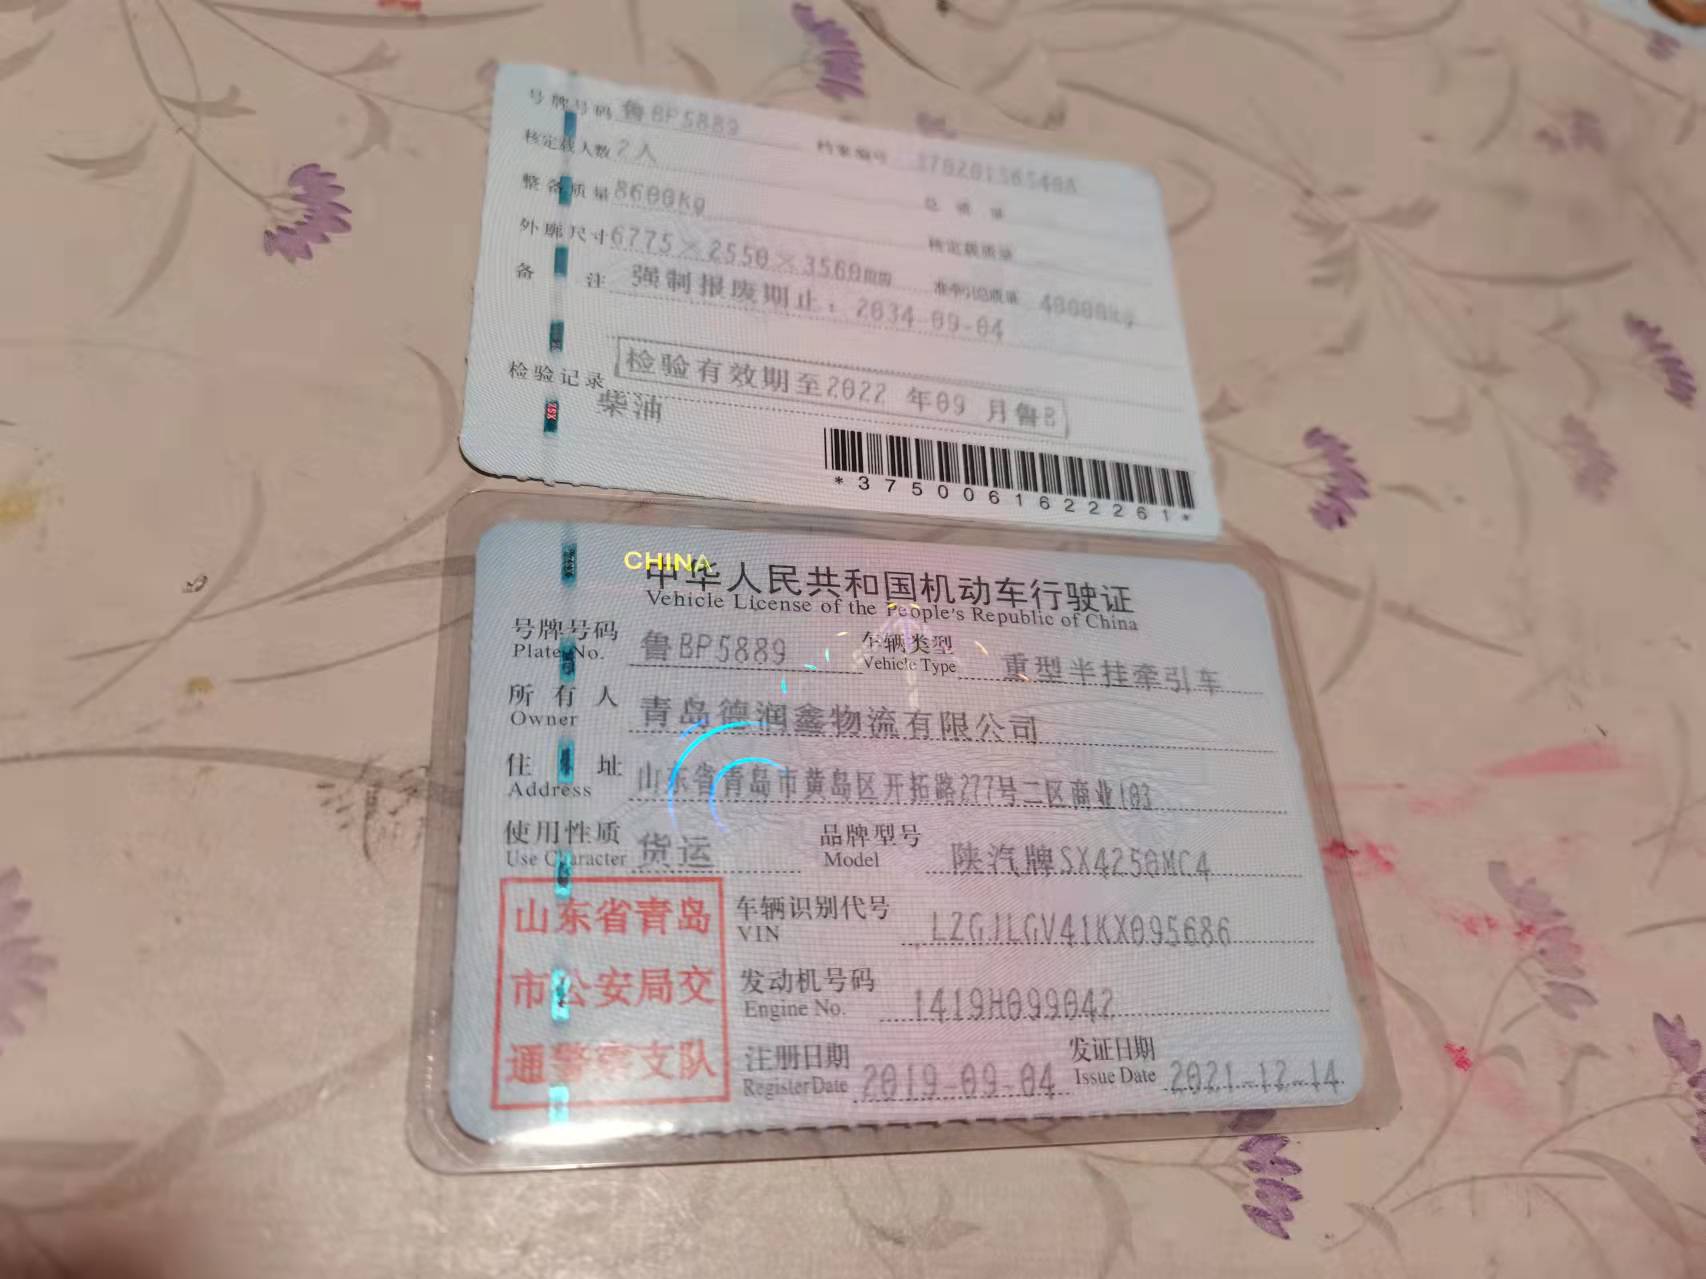 号牌号码 鲁BP5889 档案编号
核定载人数 2人 总质量
整备质量 8600kg 核定载质量
外廓尺寸 6775×2550×3560mm 准牵引总质量 40000kg
备注 强制报废期止：2034-09-04
检验记录 检验有效期至2022 年09 月鲁B
柴油
*3750061622261*
CHINA
中华人民共和国机动车行驶证
Vehicle License of the People's Republic of China
号牌号码 鲁BP5889 车辆类型 重型半挂牵引车
Plate No. Vehicle Type
所有人 青岛德润鑫物流有限公司
Owner
住址 山东省青岛市黄岛区开拓路277号二区商业103
Address
使用性质 货运 品牌型号 陕汽牌SX4250MC4
Use Character Model
山东省青岛
市公安局交
通警察支队
车辆识别代号 LZGJLGV41KX095686
VIN
发动机号码 1419H099042
Engine No.
注册日期 2019-09-04 发证日期 2021-12-14
Register Date Issue Date